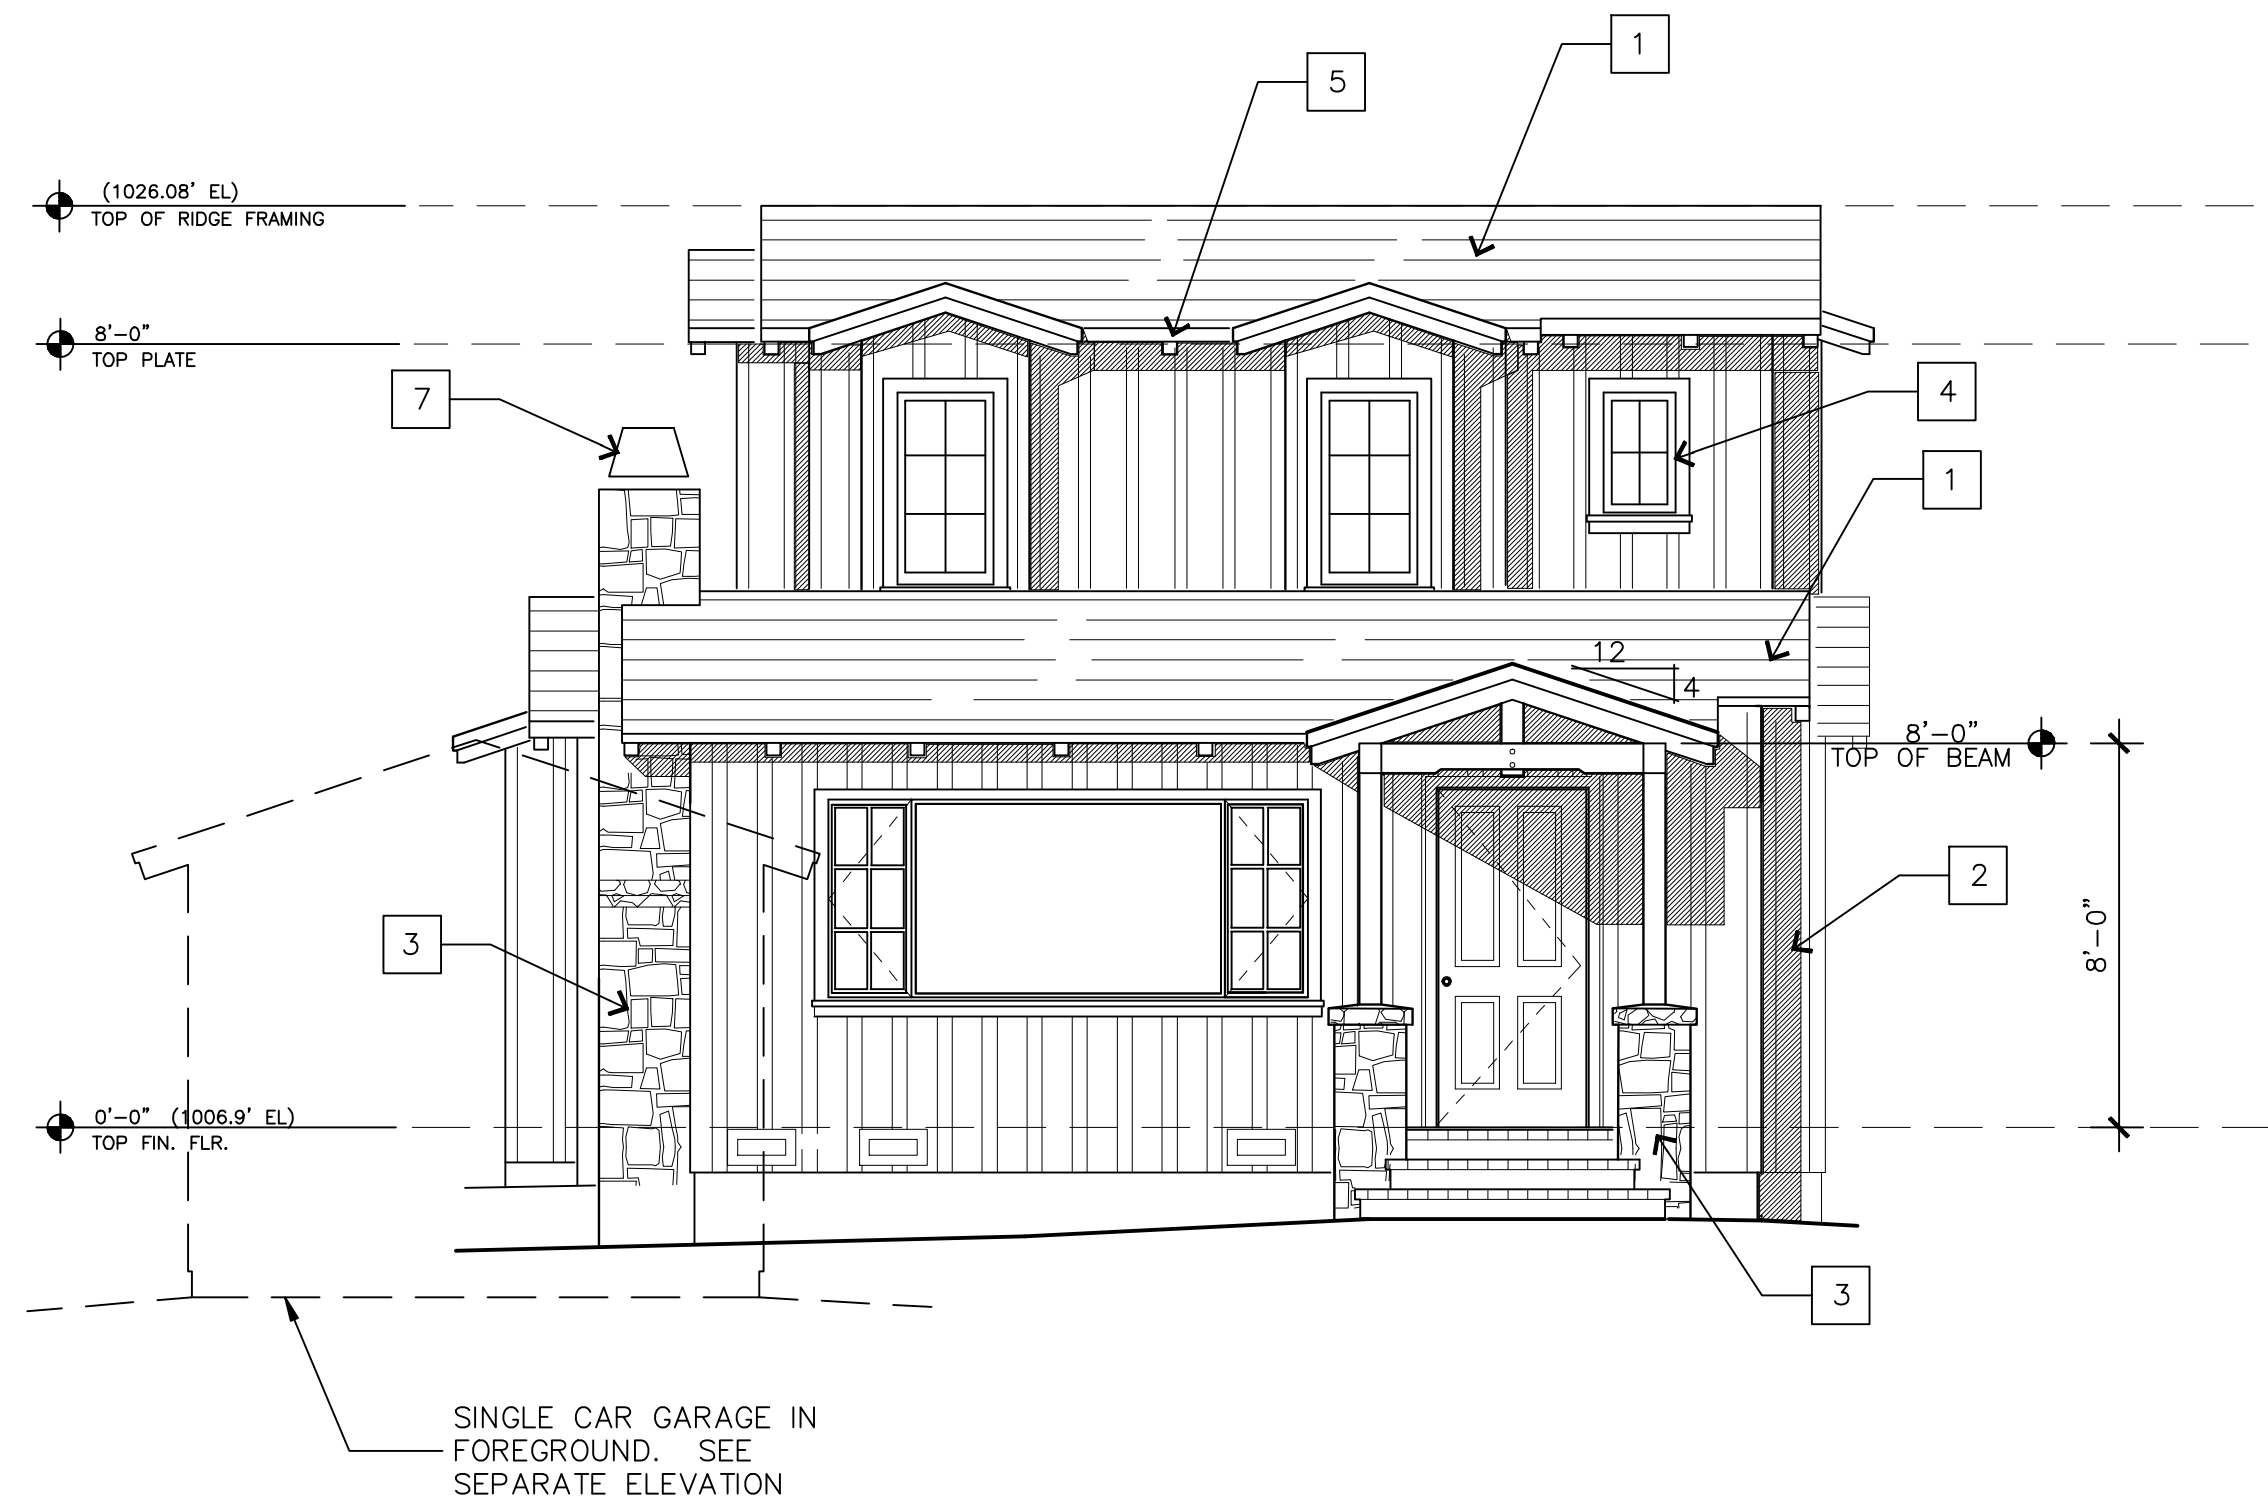 1
5
(1026.08' EL)
TOP OF RIDGE FRAMING
8'-0"
TOP PLATE
7
4
1
12
4
8'-0"
TOP OF BEAM
2
8'-0"
3
0'-0" (1006.9' EL)
TOP FIN. FLR.
3
SINGLE CAR GARAGE IN
FOREGROUND. SEE
SEPARATE ELEVATION